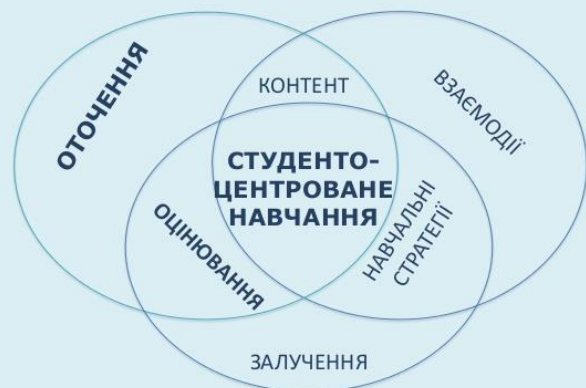 ОТОЧЕННЯ
КОНТЕНТ
ВЗАЄМОДІЇ
СТУДЕНТО-
ЦЕНТРОВАНЕ
НАВЧАННЯ
ОЦІНЮВАННЯ
НАВЧАЛЬНІ
СТРАТЕГІЇ
ЗАЛУЧЕННЯ